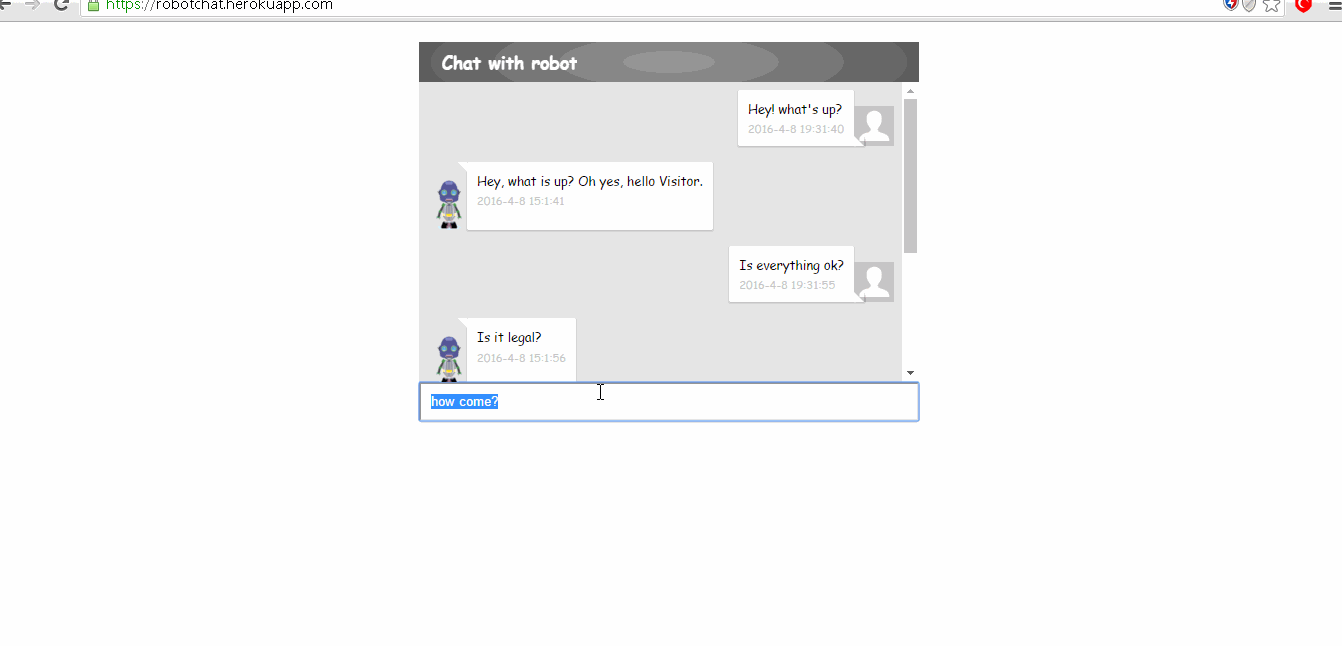 https://robotchat.herokuapp.com
Chat with robot
Hey! what's up?
2016-4-8 19:31:40
Hey, what is up? Oh yes, hello Visitor.
2016-4-8 15:1:41
Is everything ok?
2016-4-8 19:31:55
Is it legal?
2016-4-8 15:1:56
how come?